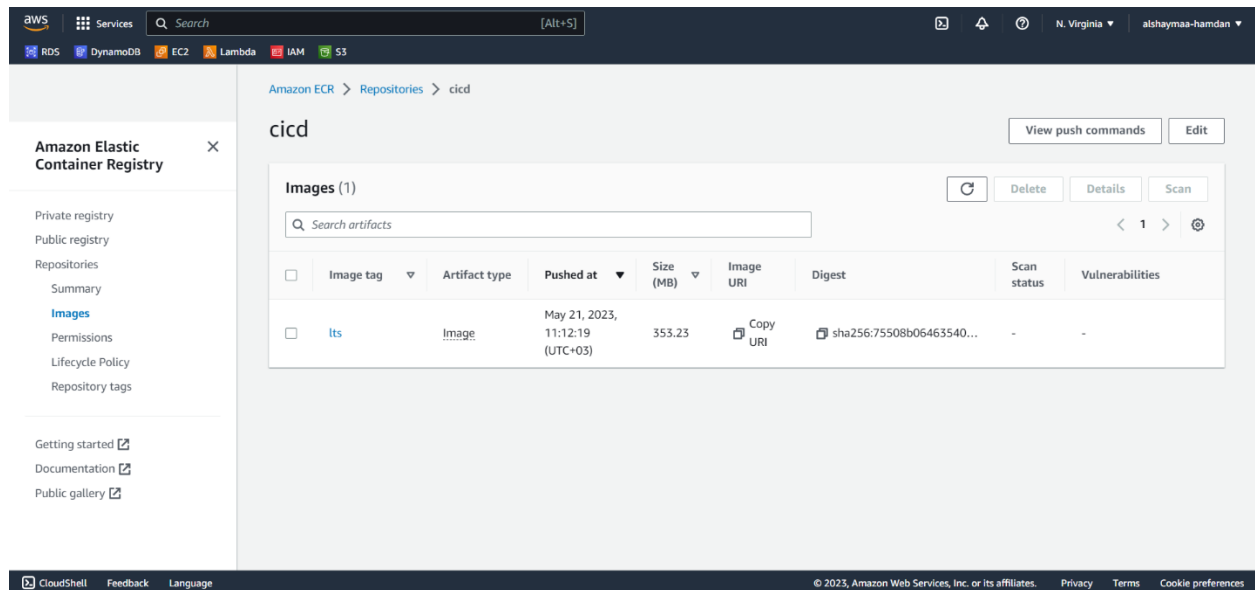 aws Services Search [Alt+S] N. Virginia alshaymaa-hamdan
RDS DynamoDB EC2 Lambda IAM S3
Amazon ECR Repositories cicd
cicd
View push commands Edit
Amazon Elastic
Container Registry
Private registry
Public registry
Repositories
Summary
Images
Permissions
Lifecycle Policy
Repository tags
Getting started
Documentation
Public gallery
Images (1)
Delete Details Scan
Search artifacts
1
Image tag Artifact type Pushed at Size (MB) Image URI Digest Scan status Vulnerabilities
lts Image May 21, 2023, 11:12:19 (UTC+03) 353.23 Copy URI sha256:75508b06463540... - -
CloudShell Feedback Language © 2023, Amazon Web Services, Inc. or its affiliates. Privacy Terms Cookie preferences